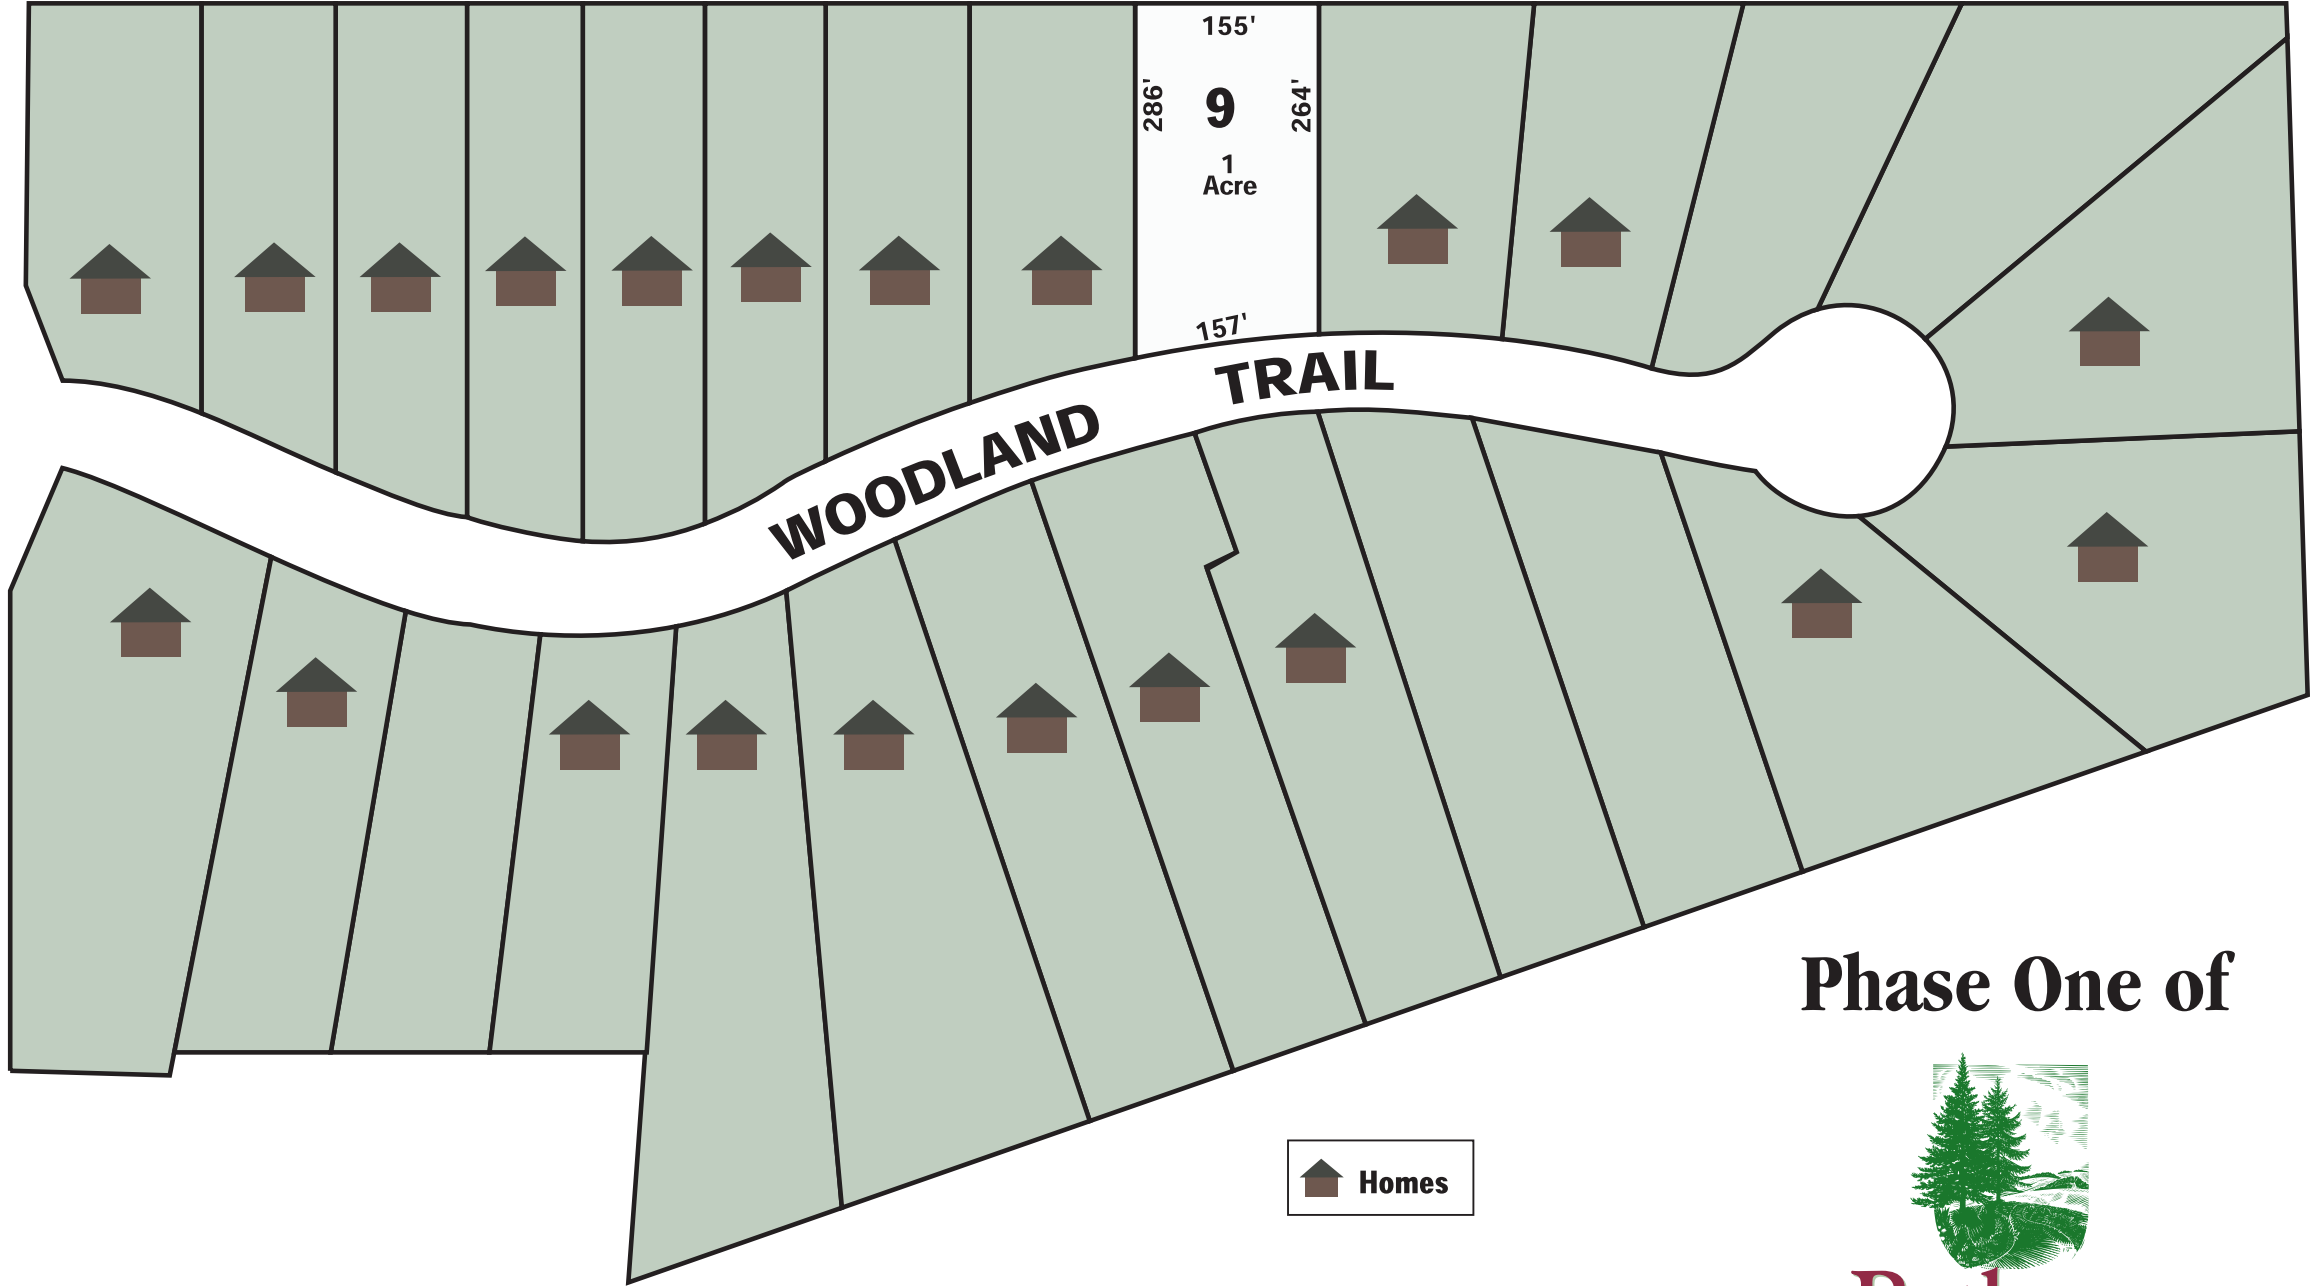 155'
286'
9
264'
1
Acre
157'
WOODLAND TRAIL
Phase One of
Homes